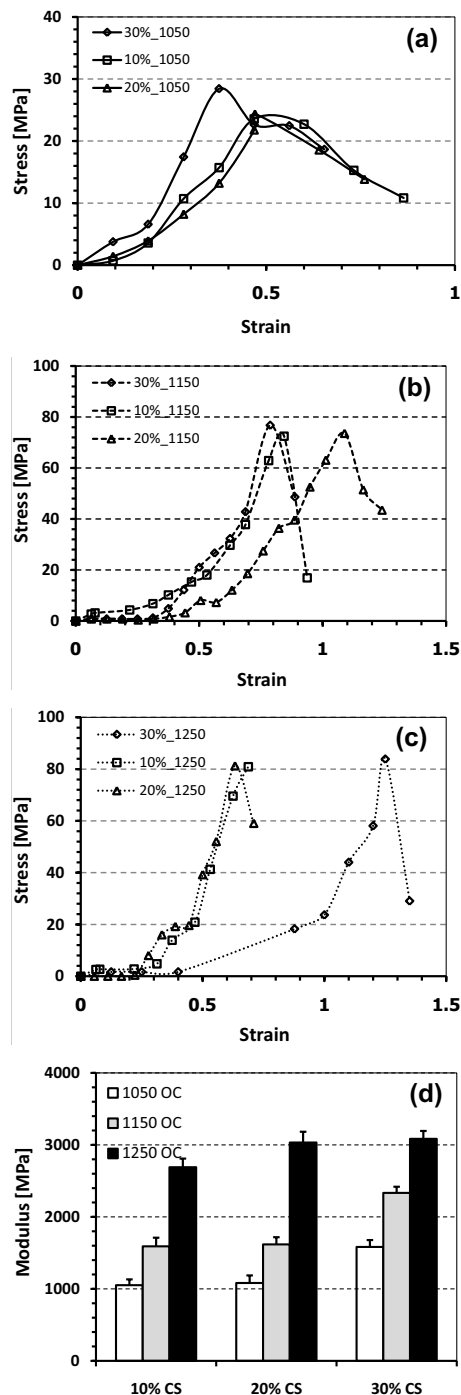 (a)
30%_1050
10%_1050
20%_1050
Stress [MPa]
40
30
20
10
0
0 0.5 1
Strain
(b)
30%_1150
10%_1150
20%_1150
Stress [MPa]
100
80
60
40
20
0
0 0.5 1 1.5
Strain
(c)
30%_1250
10%_1250
20%_1250
Stress [MPa]
100
80
60
40
20
0
0 0.5 1 1.5
Strain
(d)
1050 OC
1150 OC
1250 OC
Modulus [MPa]
4000
3000
2000
1000
0
10% CS 20% CS 30% CS